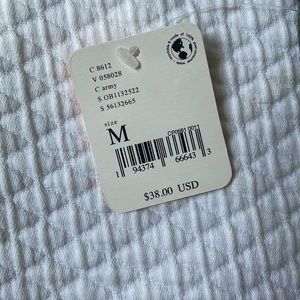 C 8612
V 058028
C army
S OB1132522
S 56132665
size
M
1 94374 66643 3
$38.00 USD